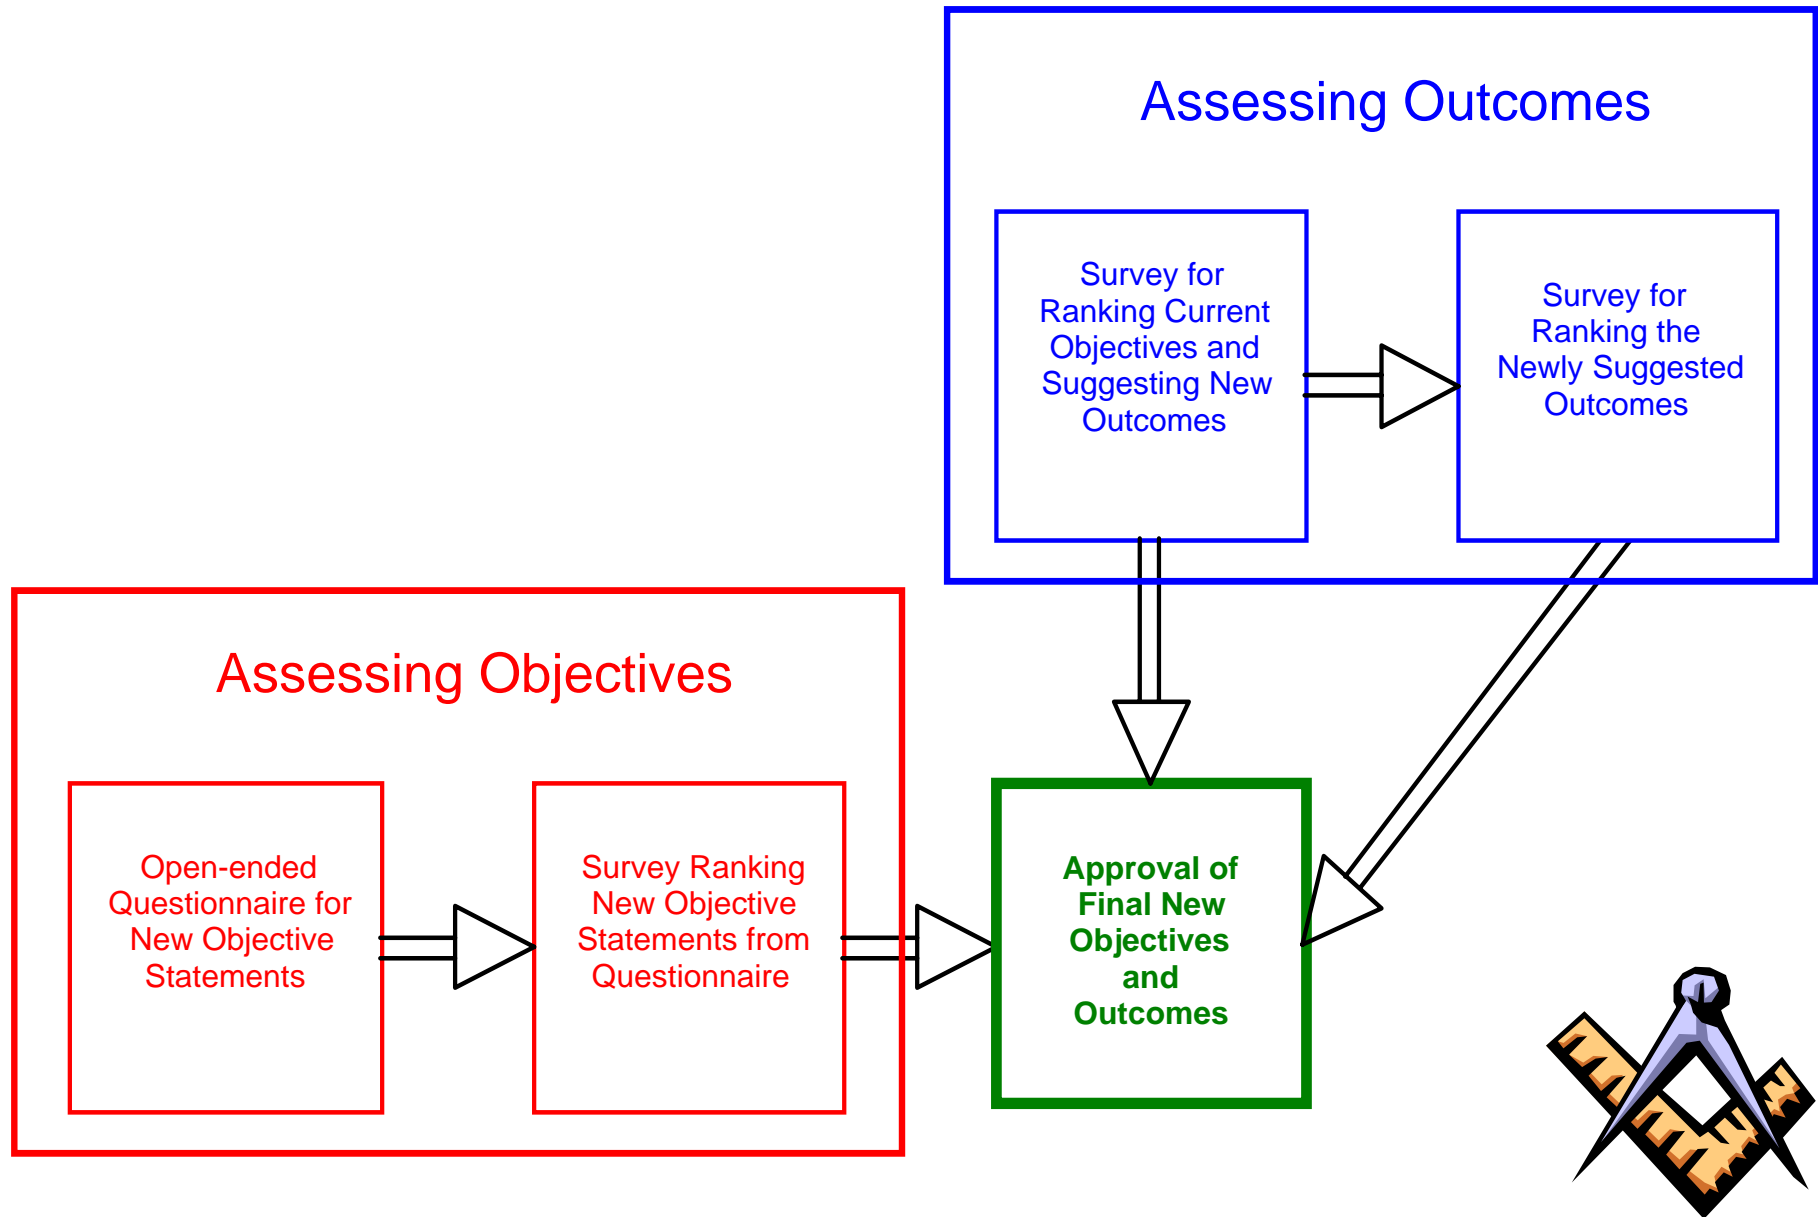 Assessing Outcomes
Survey for
Ranking Current
Objectives and
Suggesting New
Outcomes
Survey for
Ranking the
Newly Suggested
Outcomes
Assessing Objectives
Open-ended
Questionnaire for
New Objective
Statements
Survey Ranking
New Objective
Statements from
Questionnaire
Approval of
Final New
Objectives
and
Outcomes